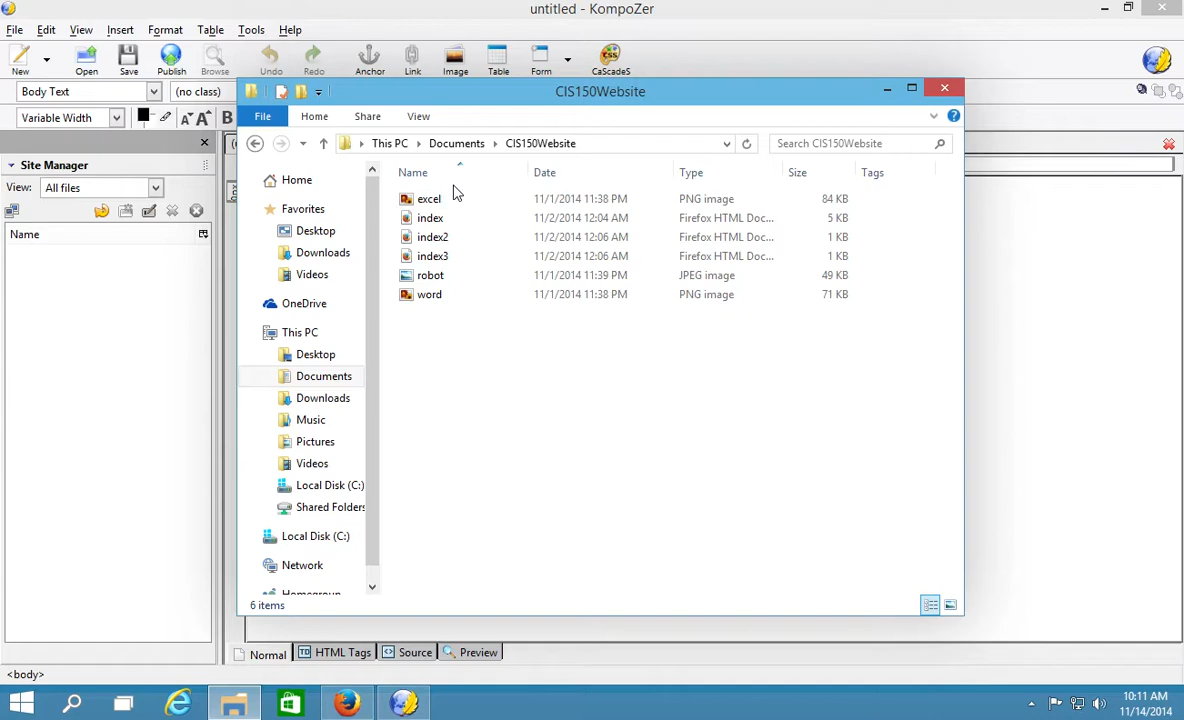 untitled - KompoZer
File Edit View Insert Format Table Tools Help
New Open Save Publish Browse Undo Redo Anchor Link Image Table Form CaScadeS
Body Text (no class)
Variable Width A A B
CIS150Website
File Home Share View
This PC Documents CIS150Website Search CIS150Website
Site Manager
View: All files
Name
Home
Favorites
Desktop
Downloads
Videos
OneDrive
This PC
Desktop
Documents
Downloads
Music
Pictures
Videos
Local Disk (C:)
Shared Folders
Local Disk (C:)
Network
Homegroup
Name Date Type Size Tags
excel 11/1/2014 11:38 PM PNG image 84 KB
index 11/2/2014 12:04 AM Firefox HTML Doc... 5 KB
index2 11/2/2014 12:06 AM Firefox HTML Doc... 1 KB
index3 11/2/2014 12:06 AM Firefox HTML Doc... 1 KB
robot 11/1/2014 11:39 PM JPEG image 49 KB
word 11/1/2014 11:38 PM PNG image 71 KB
6 items
Normal TD HTML Tags Source Preview
<body>
10:11 AM
11/14/2014